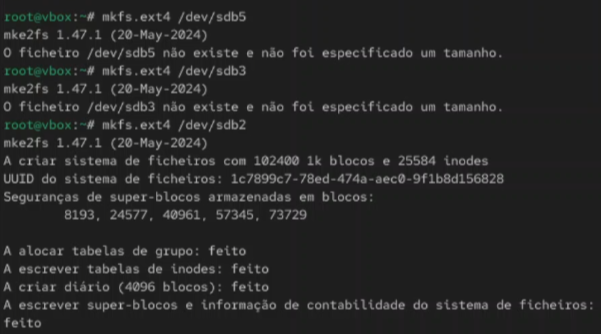 root@vbox:~# mkfs.ext4 /dev/sdb5
mke2fs 1.47.1 (20-May-2024)
O ficheiro /dev/sdb5 não existe e não foi especificado um tamanho.
root@vbox:~# mkfs.ext4 /dev/sdb3
mke2fs 1.47.1 (20-May-2024)
O ficheiro /dev/sdb3 não existe e não foi especificado um tamanho.
root@vbox:~# mkfs.ext4 /dev/sdb2
mke2fs 1.47.1 (20-May-2024)
A criar sistema de ficheiros com 102400 1k blocos e 25584 inodes
UUID do sistema de ficheiros: 1c7899c7-78ed-474a-aec0-9f1b8d156828
Seguranças de super-blocos armazenadas em blocos:
8193, 24577, 40961, 57345, 73729
A alocar tabelas de grupo: feito
A escrever tabelas de inodes: feito
A criar diário (4096 blocos): feito
A escrever super-blocos e informação de contabilidade do sistema de ficheiros:
feito